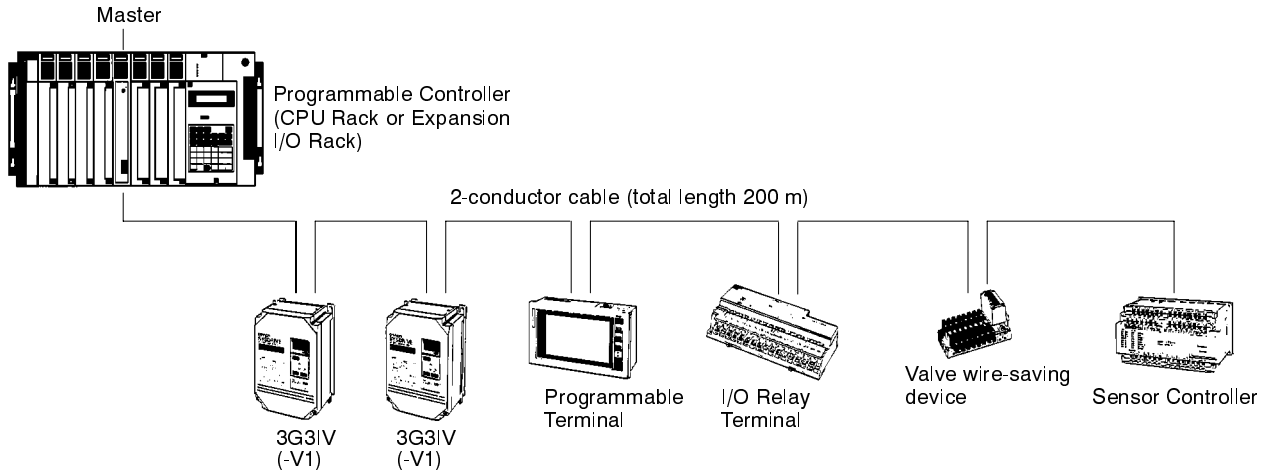 Master
Programmable Controller
(CPU Rack or Expansion
I/O Rack)
2-conductor cable (total length 200 m)
3G3IV
(-V1)
3G3IV
(-V1)
Programmable
Terminal
I/O Relay
Terminal
Valve wire-saving
device
Sensor Controller